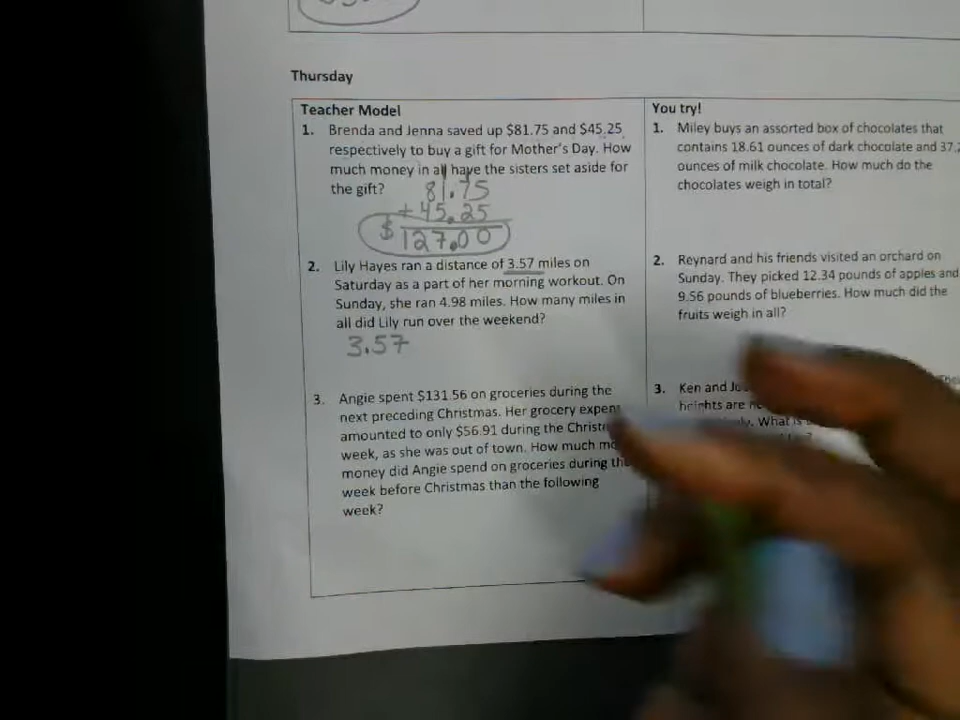 Thursday
Teacher Model
1. Brenda and Jenna saved up $81.75 and $45.25
respectively to buy a gift for Mother's Day. How
much money in all have the sisters set aside for
the gift?
81.75
+45.25
$127.00
2. Lily Hayes ran a distance of 3.57 miles on
Saturday as a part of her morning workout. On
Sunday, she ran 4.98 miles. How many miles in
all did Lily run over the weekend?
3.57
3. Angie spent $131.56 on groceries during the
next preceding Christmas. Her grocery
amounted to only $56.91 during the
week, as she was out of town. How much
money did Angie spend on groceries during
week before Christmas than the following
week?
You try!
1. Miley buys an assorted box of chocolates that
contains 18.61 ounces of dark chocolate and
ounces of milk chocolate. How much do the
chocolates weigh in total?
2. Reynard and his friends visited an orchard on
Sunday. They picked 12.34 pounds of apples and
9.56 pounds of blueberries. How much did the
fruits weigh in all?
3. Ken and
heights are
What is